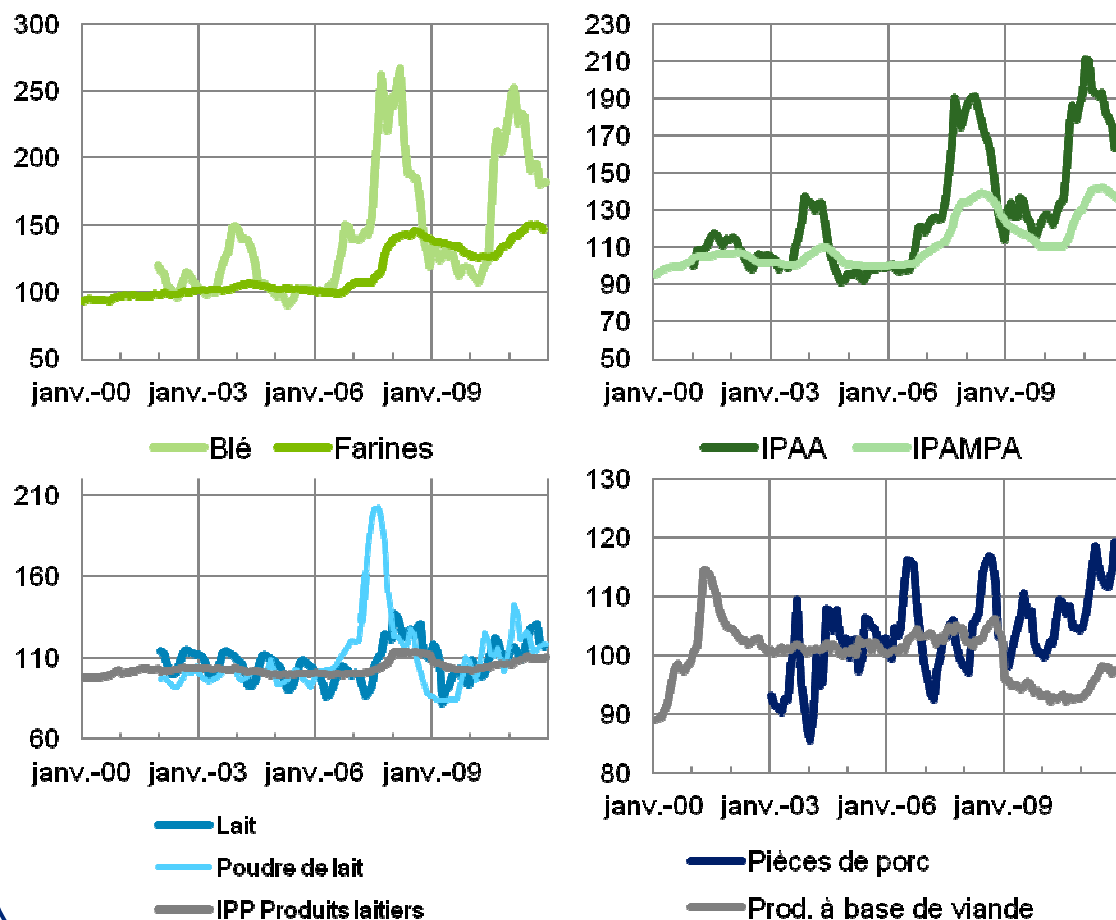 300
250
200
150
100
50
janv.-00 janv.-03 janv.-06 janv.-09
Blé Farines
230
210
190
170
150
130
110
90
70
50
janv.-00 janv.-03 janv.-06 janv.-09
IPAA IPAMPA
210
160
110
60
janv.-00 janv.-03 janv.-06 janv.-09
Lait
Poudre de lait
IPP Produits laitiers
130
120
110
100
90
80
janv.-00 janv.-03 janv.-06 janv.-09
Pièces de porc
Prod. à base de viande